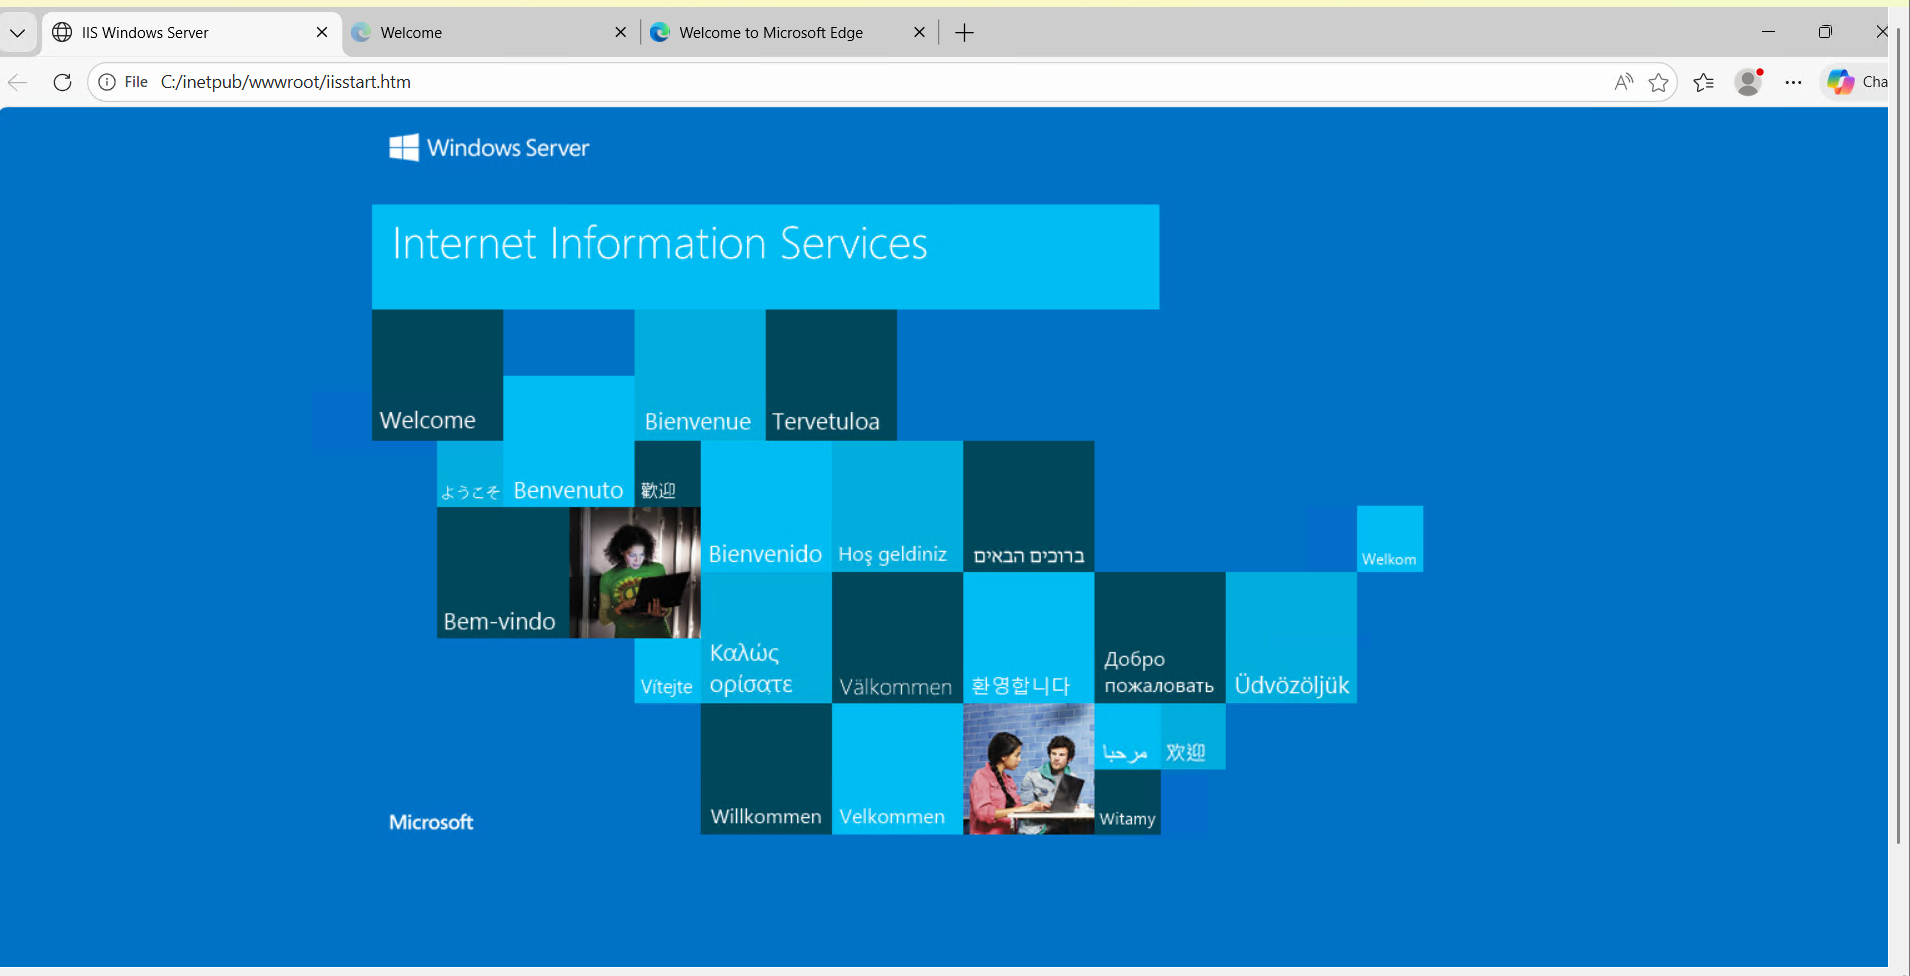 IIS Windows Server
Welcome
Welcome to Microsoft Edge
File C:/inetpub/wwwroot/iisstart.htm
Cha
Windows Server
Internet Information Services
Welcome
Bienvenue
Tervetuloa
ようこそ
Benvenuto
歡迎
Bienvenido
Hoş geldiniz
ברוכים הבאים
Welkom
Bem-vindo
Vítejte
Καλώς
ορίσατε
Välkommen
환영합니다
Добро
пожаловать
Üdvözöljük
Willkommen
Velkommen
مرحبا
欢迎
Witamy
Microsoft